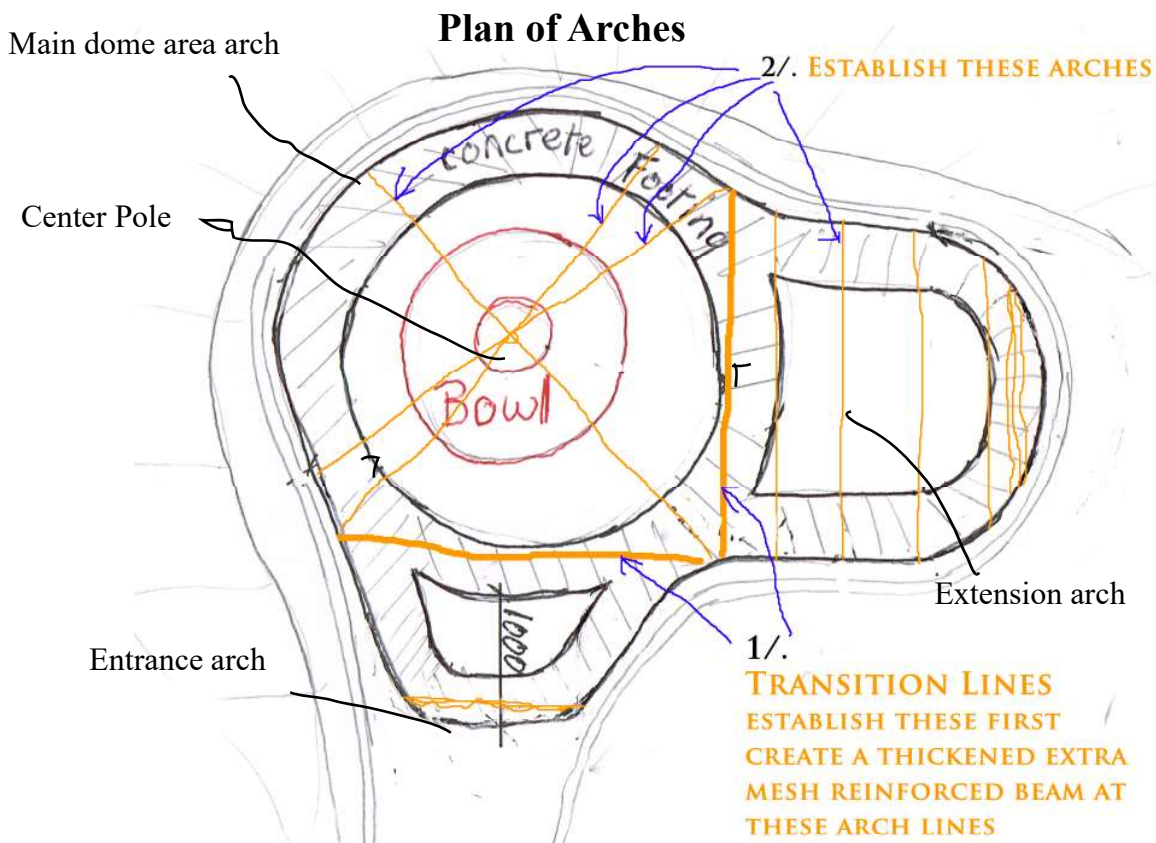 Plan of Arches
Main dome area arch
2/. ESTABLISH THESE ARCHES
concrete
Footing
Center Pole
Bowl
Extension arch
1000
Entrance arch
1/.
TRANSITION LINES
ESTABLISH THESE FIRST
CREATE A THICKENED EXTRA
MESH REINFORCED BEAM AT
THESE ARCH LINES